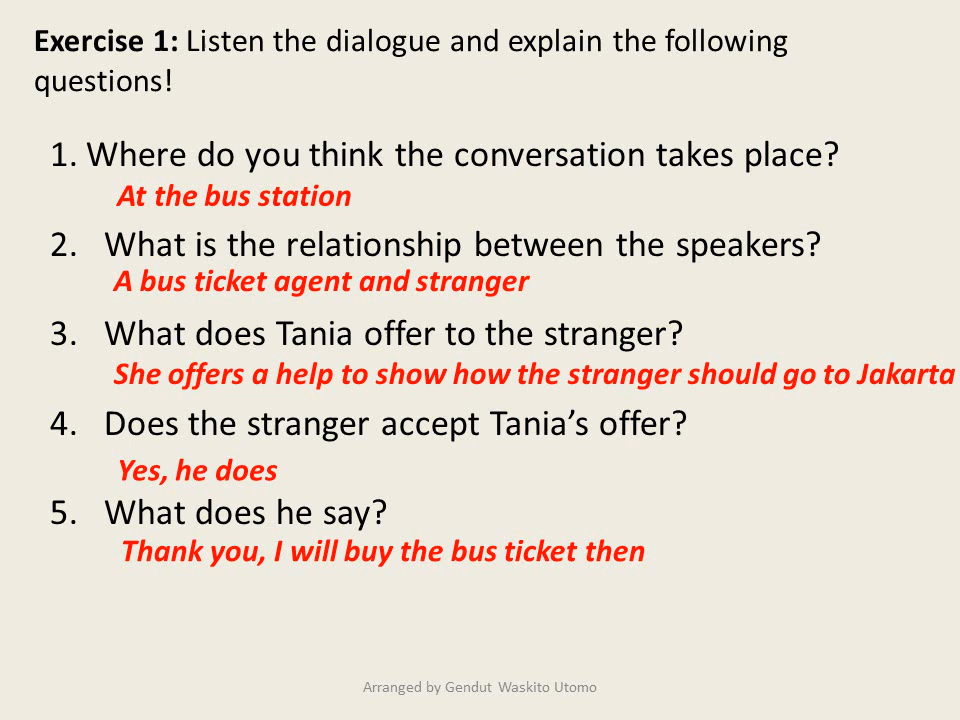 Exercise 1: Listen the dialogue and explain the following
questions!
1. Where do you think the conversation takes place?
At the bus station
2. What is the relationship between the speakers?
A bus ticket agent and stranger
3. What does Tania offer to the stranger?
She offers a help to show how the stranger should go to Jakarta
4. Does the stranger accept Tania’s offer?
Yes, he does
5. What does he say?
Thank you, I will buy the bus ticket then
Arranged by Gendut Waskito Utomo